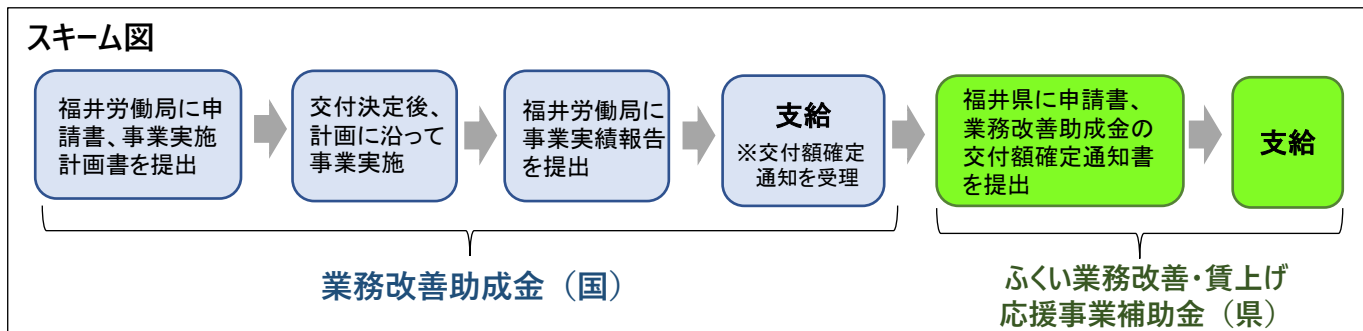 スキーム図
福井労働局に申
請書、事業実施
計画書を提出
交付決定後、
計画に沿って
事業実施
福井労働局に
事業実績報告
を提出
支給
※交付額確定
通知を受理
福井県に申請書、
業務改善助成金の
交付額確定通知書
を提出
支給
業務改善助成金（国）
ふくい業務改善・賃上げ
応援事業補助金（県）